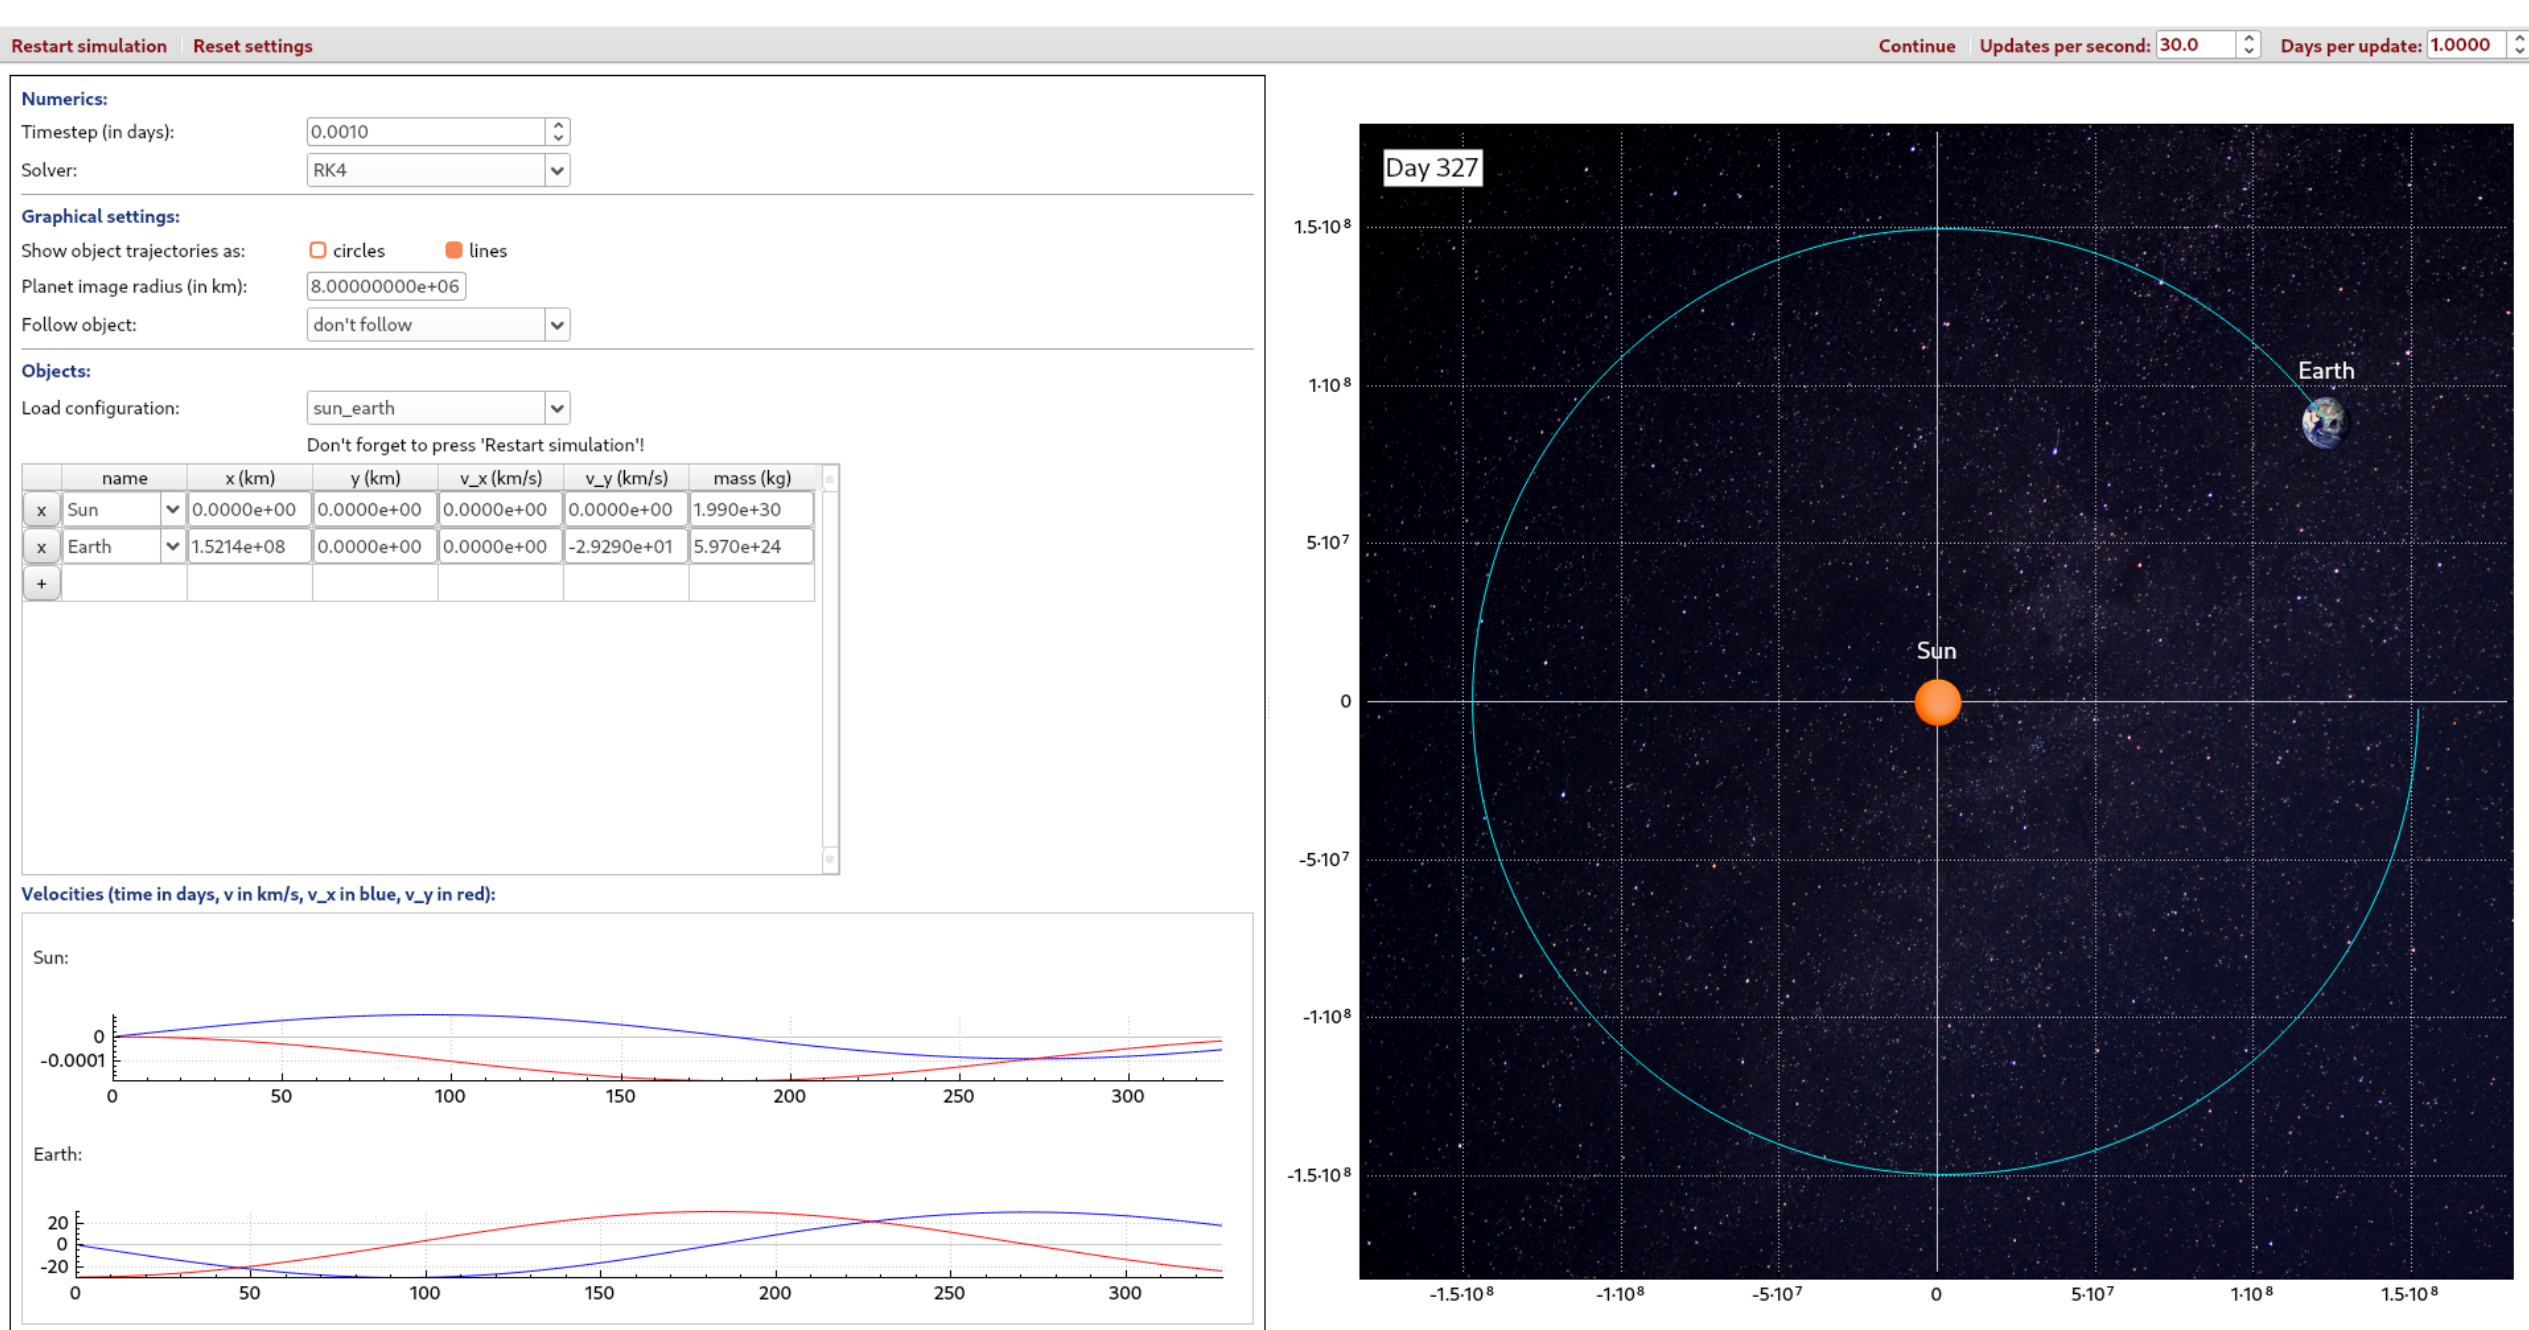 Restart simulation Reset settings Continue Updates per second: 30.0 Days per update: 1.0000
Numerics:
Timestep (in days): 0.0010
Solver: RK4
Graphical settings:
Show object trajectories as: circles lines
Planet image radius (in km): 8.00000000e+06
Follow object: don't follow
Objects:
Load configuration: sun_earth
Don't forget to press 'Restart simulation'!
name x (km) y (km) v_x (km/s) v_y (km/s) mass (kg)
x Sun 0.0000e+00 0.0000e+00 0.0000e+00 0.0000e+00 1.990e+30
x Earth 1.5214e+08 0.0000e+00 0.0000e+00 -2.9290e+01 5.970e+24
+
Velocities (time in days, v in km/s, v_x in blue, v_y in red):
Sun:
0
-0.0001
0 50 100 150 200 250 300
Earth:
20
0
-20
0 50 100 150 200 250 300
Day 327
1.5·10⁸
1·10⁸
Earth
5·10⁷
Sun
0
-5·10⁷
-1·10⁸
-1.5·10⁸
-1.5·10⁸ -1·10⁸ -5·10⁷ 0 5·10⁷ 1·10⁸ 1.5·10⁸